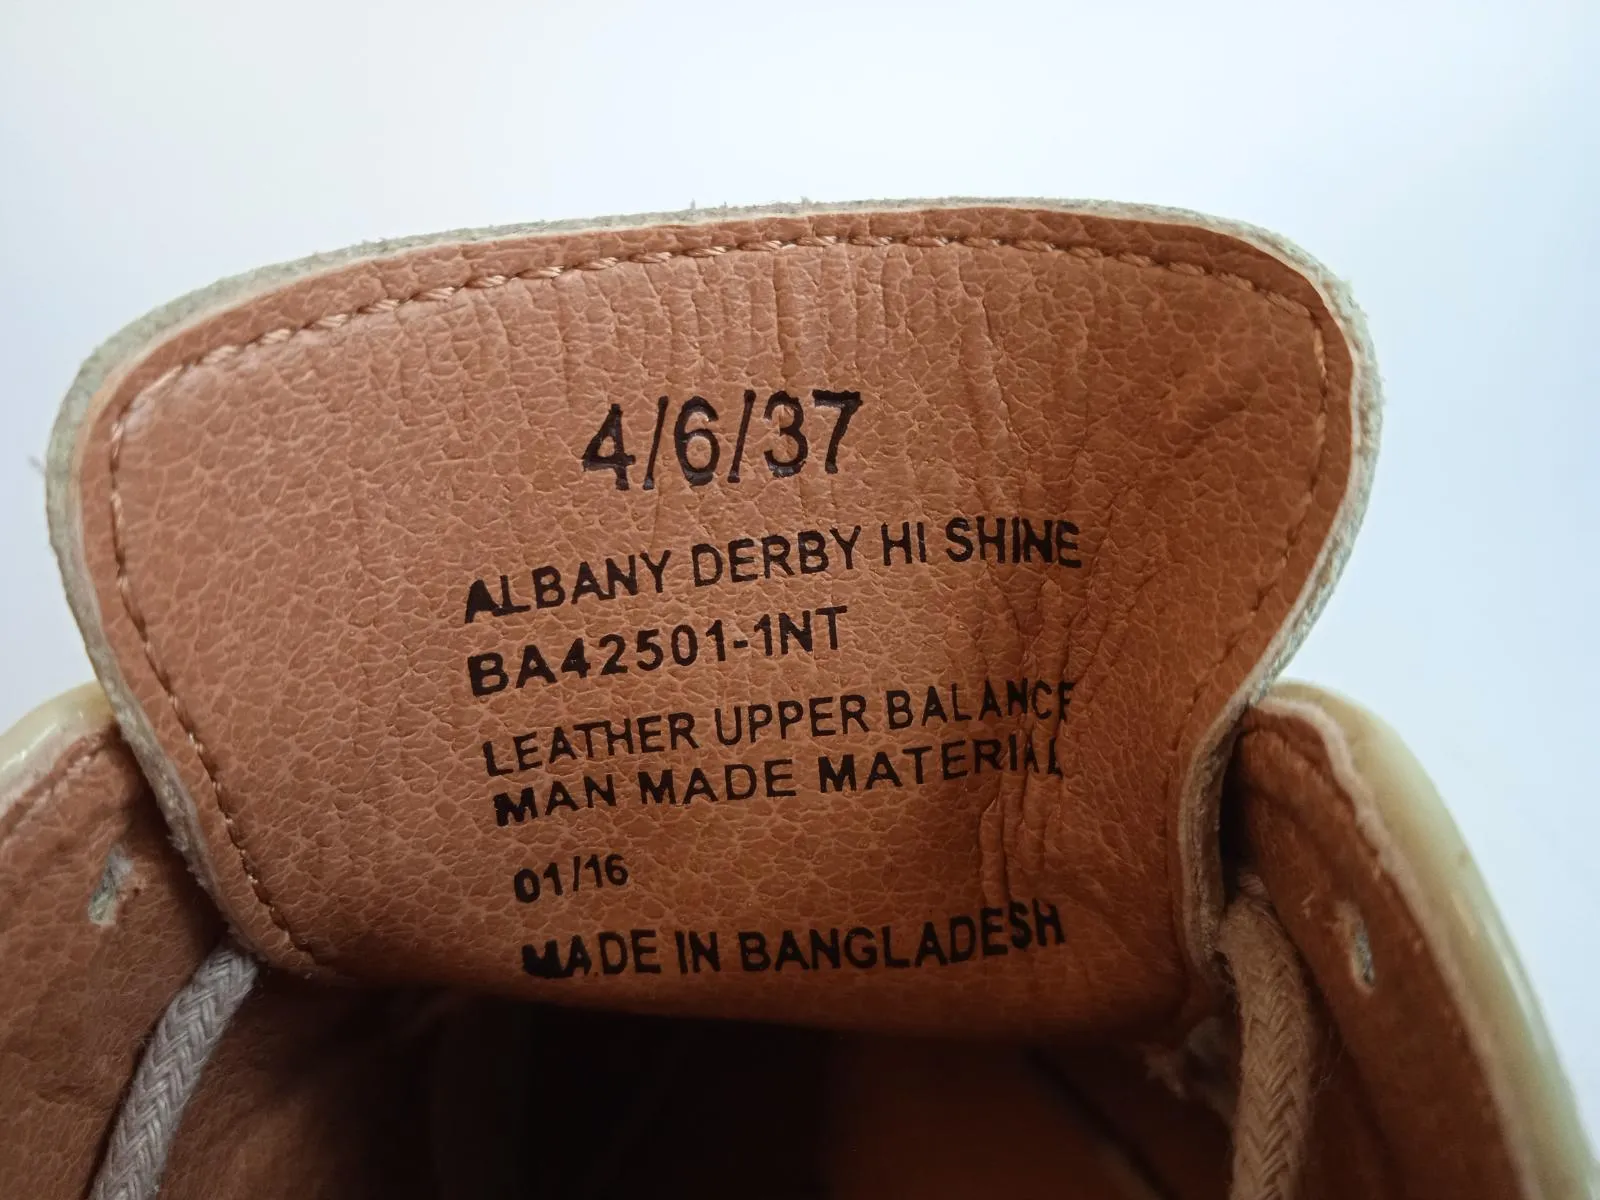 4/6/37
ALBANY DERBY HI SHINE
BA42501-1NT
LEATHER UPPER BALANCE
MAN MADE MATERIAL
01/16
MADE IN BANGLADESH